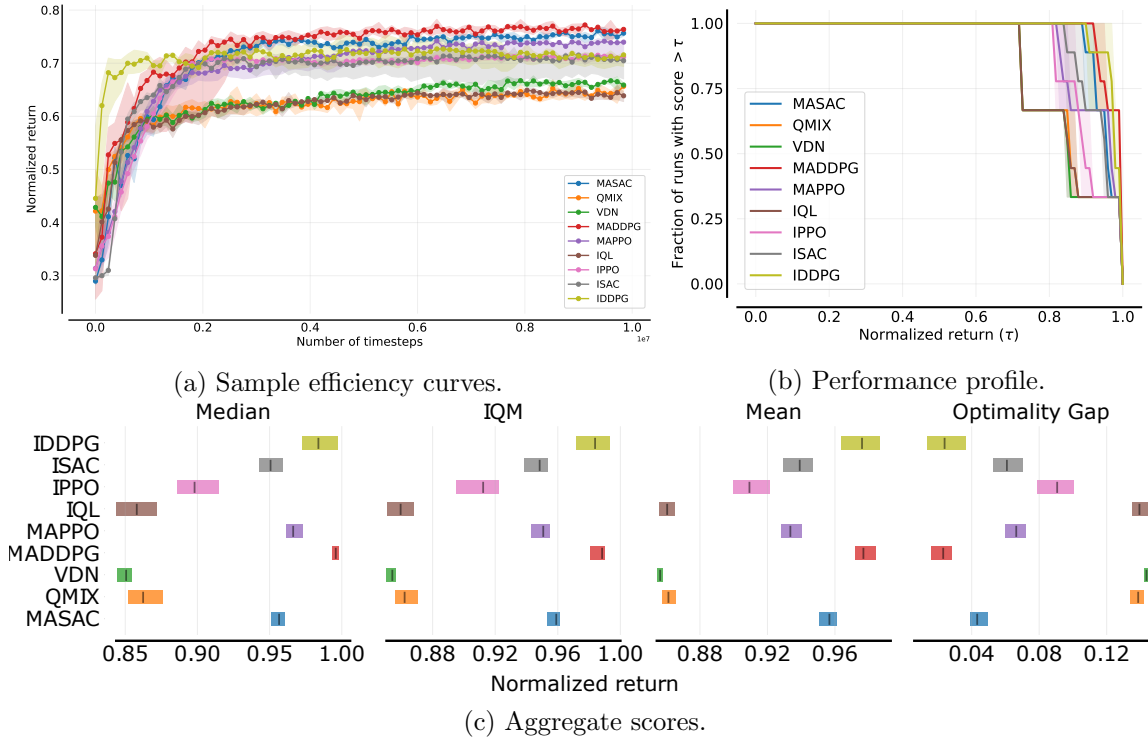 0.8
0.7
0.6
0.5
0.4
0.3
Normalized return
0.0
0.2
0.4
0.6
0.8
1.0
1e7
Number of timesteps
MASAC
QMIX
VDN
MADDPG
MAPPO
IQL
IPPO
ISAC
IDDPG
(a) Sample efficiency curves.
1.00
0.75
0.50
0.25
0.00
Fraction of runs with score > τ
MASAC
QMIX
VDN
MADDPG
MAPPO
IQL
IPPO
ISAC
IDDPG
0.0
0.2
0.4
0.6
0.8
1.0
Normalized return (τ)
(b) Performance profile.
Median
IQM
Mean
Optimality Gap
IDDPG
ISAC
IPPO
IQL
MAPPO
MADDPG
VDN
QMIX
MASAC
0.85 0.90 0.95 1.00
0.88 0.92 0.96 1.00
0.88 0.92 0.96
0.04 0.08 0.12
Normalized return
(c) Aggregate scores.